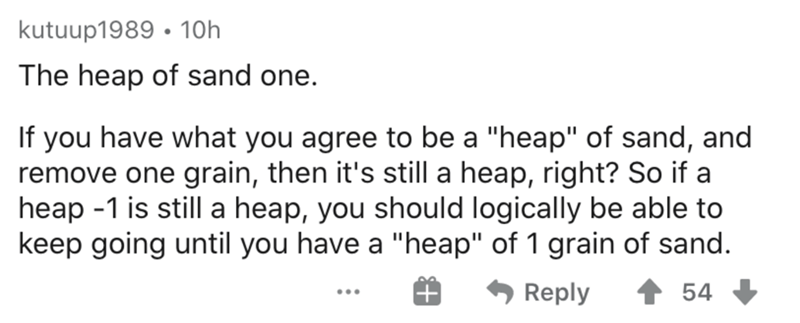 kutuup1989 • 10h
The heap of sand one.
If you have what you agree to be a "heap" of sand, and
remove one grain, then it's still a heap, right? So if a
heap -1 is still a heap, you should logically be able to
keep going until you have a "heap" of 1 grain of sand.
... Reply 54